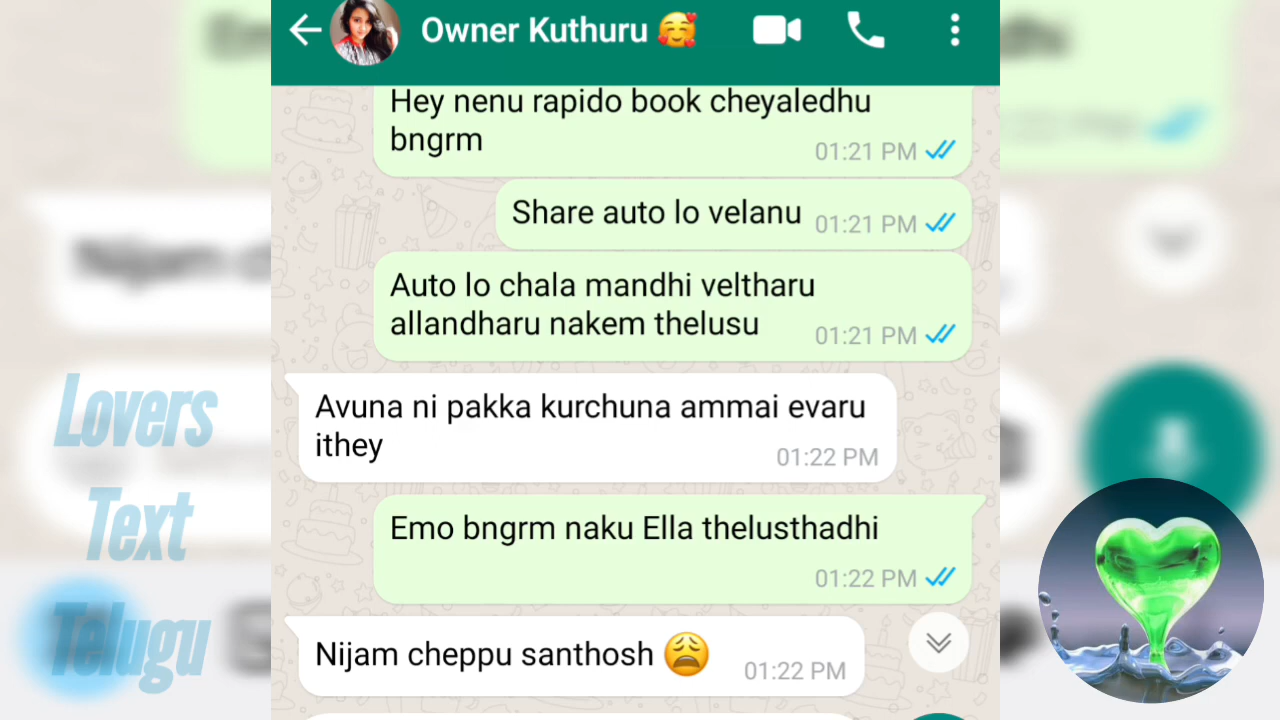 Owner Kuthuru 🥰
Hey nenu rapido book cheyaledhu
bngrm
01:21 PM
Share auto lo velanu 01:21 PM
Auto lo chala mandhi veltharu
allandharu nakem thelusu 01:21 PM
Avuna ni pakka kurchuna ammai evaru
ithey
01:22 PM
Emo bngrm naku Ella thelusthadhi
01:22 PM
Nijam cheppu santhosh 😩 01:22 PM
Lovers
Text
Telugu
Nijam c